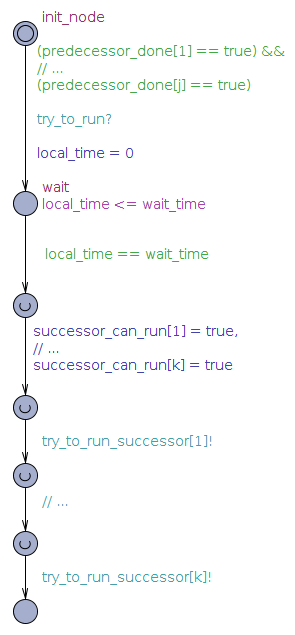 init_node
(predecessor_done[1] == true) &&
// ...
(predecessor_done[j] == true)
try_to_run?
local_time = 0
wait
local_time <= wait_time
local_time == wait_time
successor_can_run[1] = true,
// ...
successor_can_run[k] = true
try_to_run_successor[1]!
// ...
try_to_run_successor[k]!